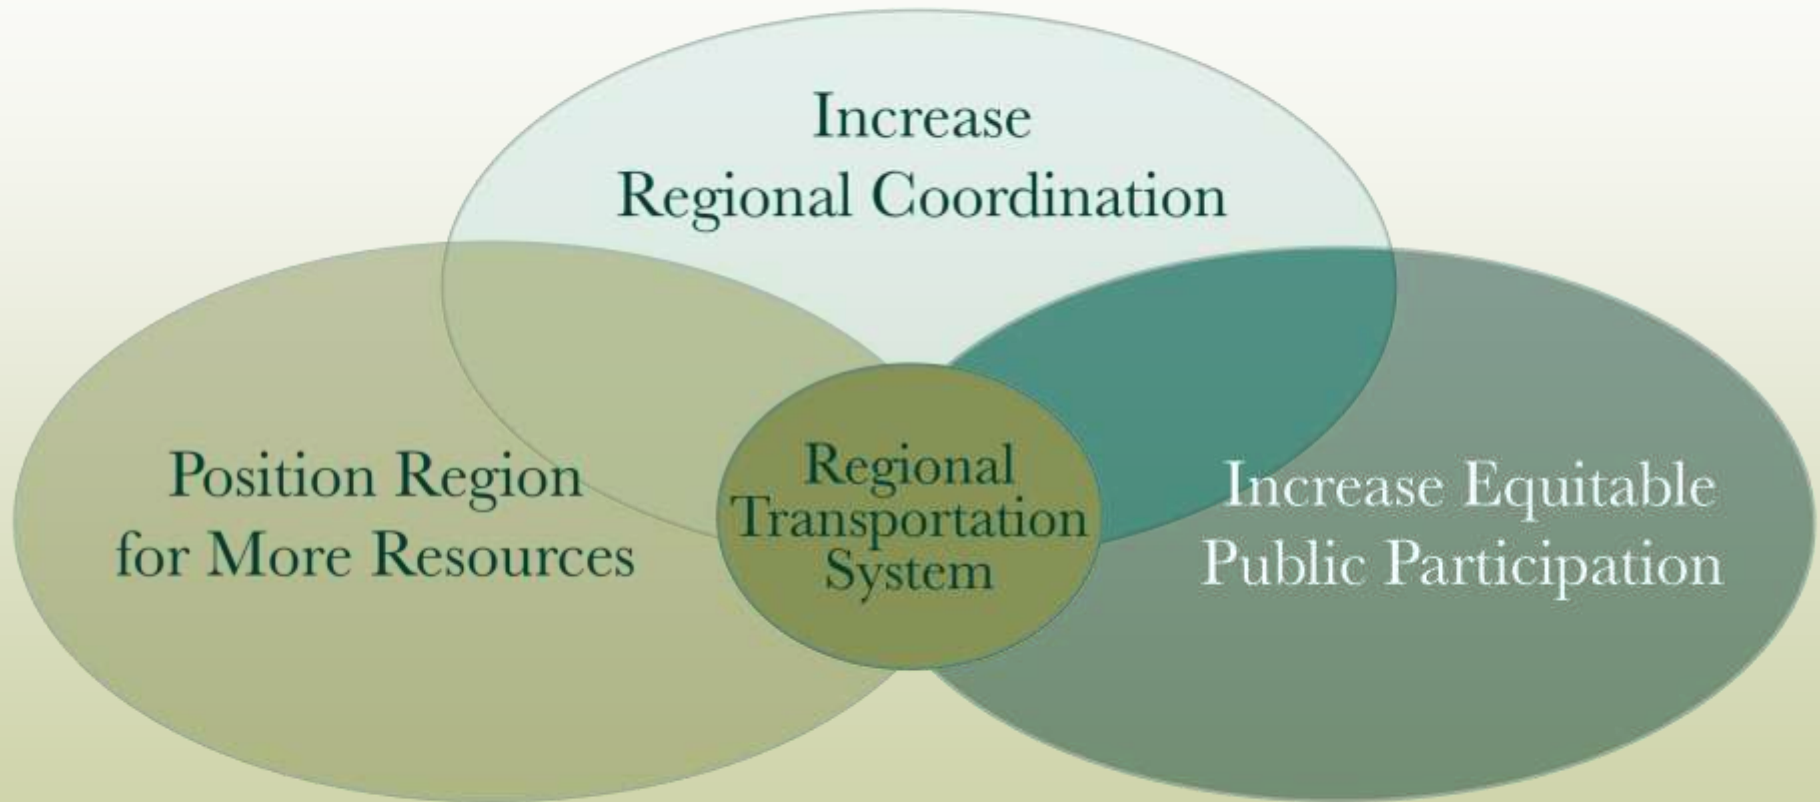 Increase
Regional Coordination
Position Region
for More Resources
Regional
Transportation
System
Increase Equitable
Public Participation